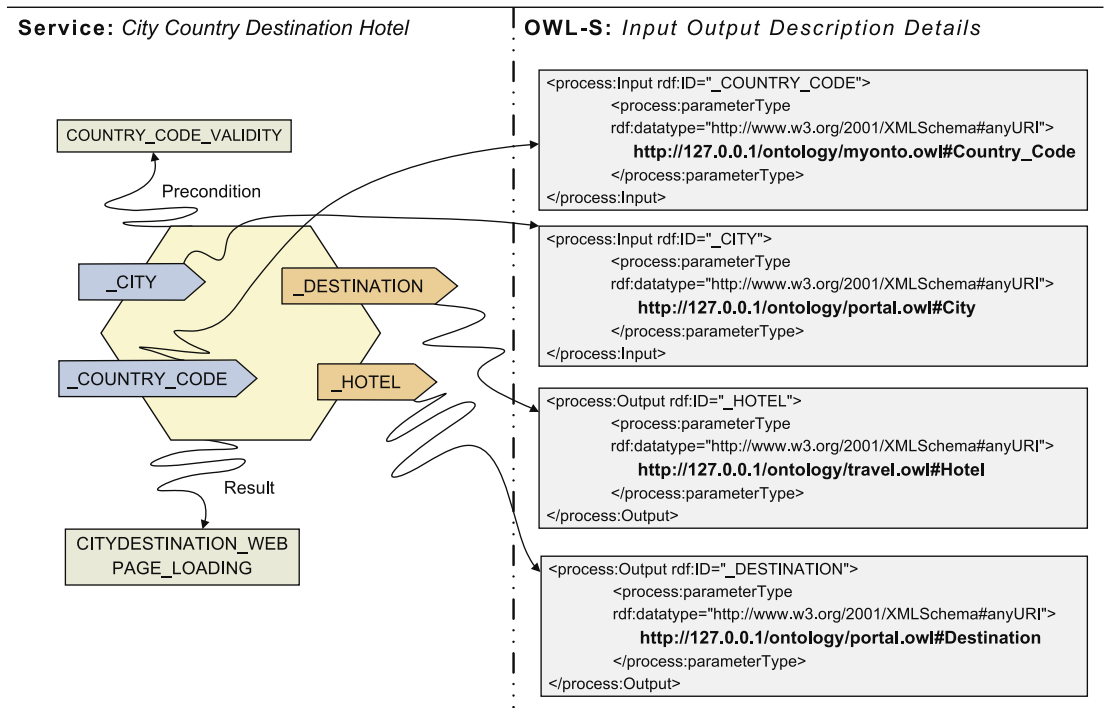 Service: City Country Destination Hotel
COUNTRY_CODE_VALIDITY
Precondition
_CITY
_DESTINATION
_COUNTRY_CODE
_HOTEL
Result
CITYDESTINATION_WEB
PAGE_LOADING
OWL-S: Input Output Description Details
<process:Input rdf:ID="_COUNTRY_CODE">
<process:parameterType
rdf:datatype="http://www.w3.org/2001/XMLSchema#anyURI">
http://127.0.0.1/ontology/myonto.owl#Country_Code
</process:parameterType>
</process:Input>
<process:Input rdf:ID="_CITY">
<process:parameterType
rdf:datatype="http://www.w3.org/2001/XMLSchema#anyURI">
http://127.0.0.1/ontology/portal.owl#City
</process:parameterType>
</process:Input>
<process:Output rdf:ID="_HOTEL">
<process:parameterType
rdf:datatype="http://www.w3.org/2001/XMLSchema#anyURI">
http://127.0.0.1/ontology/travel.owl#Hotel
</process:parameterType>
</process:Output>
<process:Output rdf:ID="_DESTINATION">
<process:parameterType
rdf:datatype="http://www.w3.org/2001/XMLSchema#anyURI">
http://127.0.0.1/ontology/portal.owl#Destination
</process:parameterType>
</process:Output>